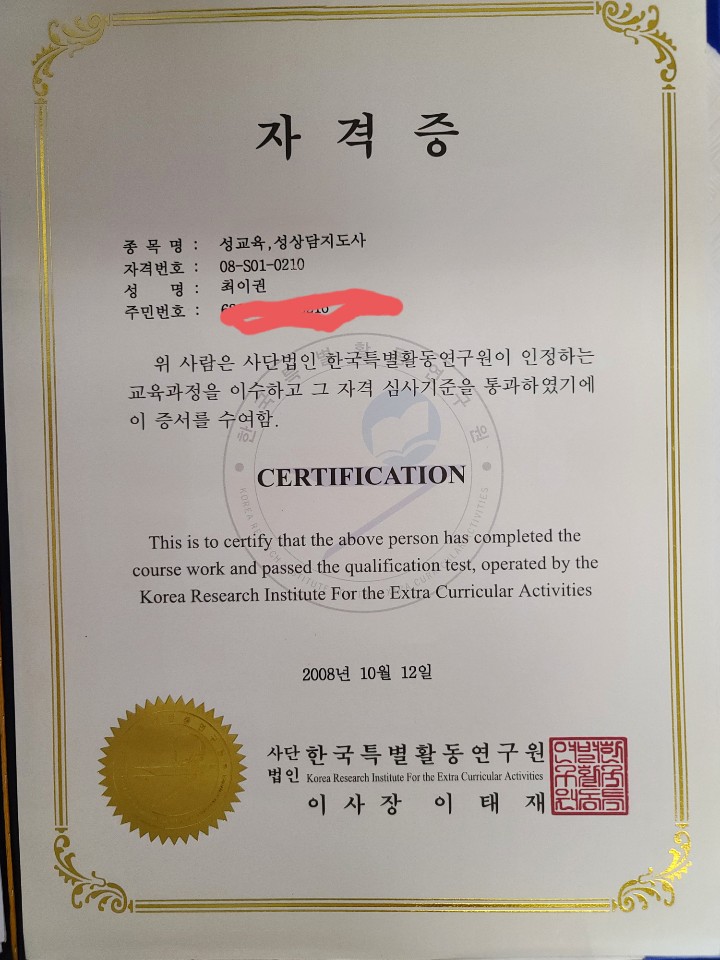 자 격 증
종 목 명 : 성교육,성상담지도사
자격번호 : 08-S01-0210
성 명 : 최이권
주민번호 :
위 사람은 사단법인 한국특별활동연구원이 인정하는
교육과정을 이수하고 그 자격 심사기준을 통과하였기에
이 증서를 수여함.
CERTIFICATION
This is to certify that the above person has completed the
course work and passed the qualification test, operated by the
Korea Research Institute For the Extra Curricular Activities
2008년 10월 12일
사단법인 한국특별활동연구원
Korea Research Institute For the Extra Curricular Activities
이 사 장 이 태 재